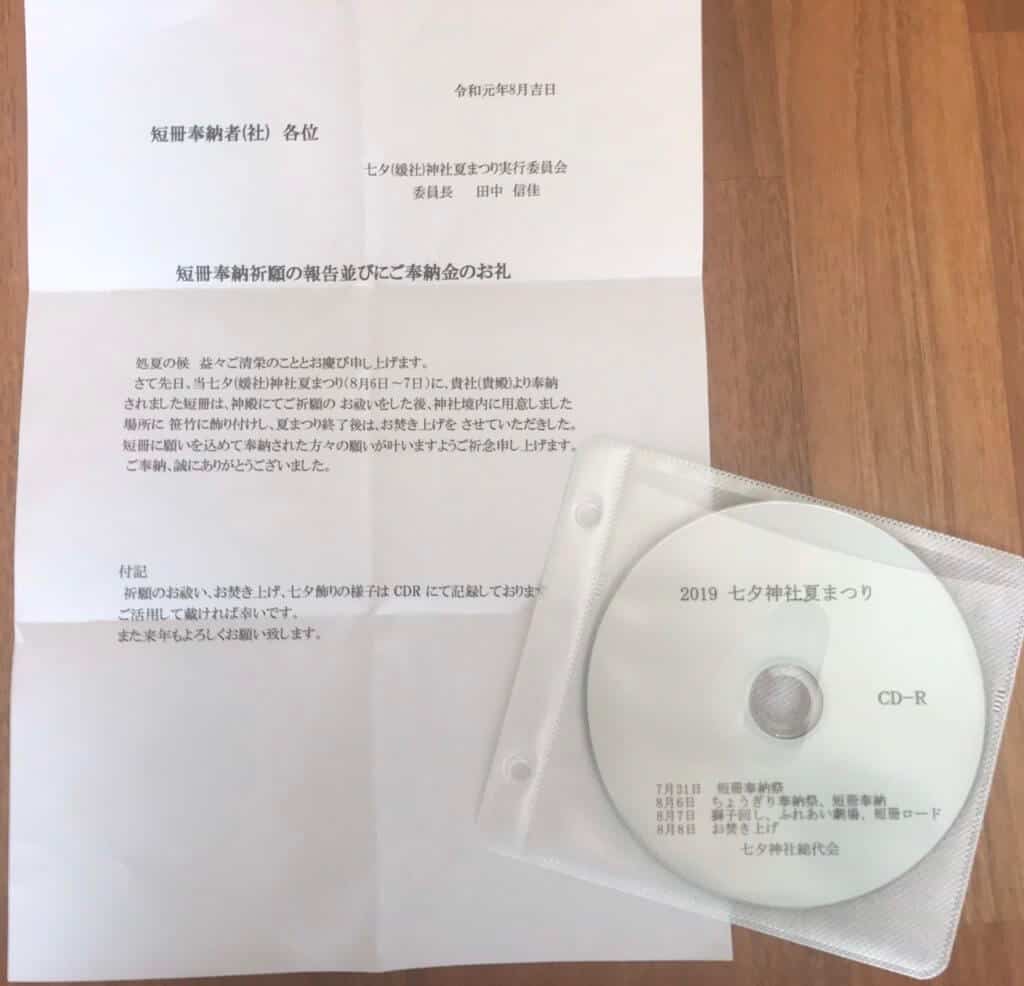 令和元年8月吉日
短冊奉納者(社) 各位
七夕(媛社)神社夏まつり実行委員会
委員長 田中 信佳
短冊奉納祈願の報告並びにご奉納金のお礼
処夏の候 益々ご清栄のこととお慶び申し上げます。
さて先日、当七夕(媛社)神社夏まつり(8月6日~7日)に、貴社(貴殿)より奉納
されました短冊は、神殿にてご祈願の お祓いをした後、神社境内に用意しました
場所に 笹竹に飾り付けし、夏まつり終了後は、お焚き上げを させていただきした。
短冊に願いを込めて奉納された方々の願いが叶いますようご祈念申し上げます。
ご奉納、誠にありがとうございました。
付記
祈願のお祓い、お焚き上げ、七夕飾りの様子は CDR にて記録しております
ご活用して戴ければ幸いです。
また来年もよろしくお願い致します。
2019 七夕神社夏まつり
CD-R
7月31日 短冊奉納祭
8月6日 ちょうぎり奉納祭、短冊奉納
8月7日 獅子回し、ふれあい劇場、短冊ロード
8月8日 お焚き上げ
七夕神社総代会